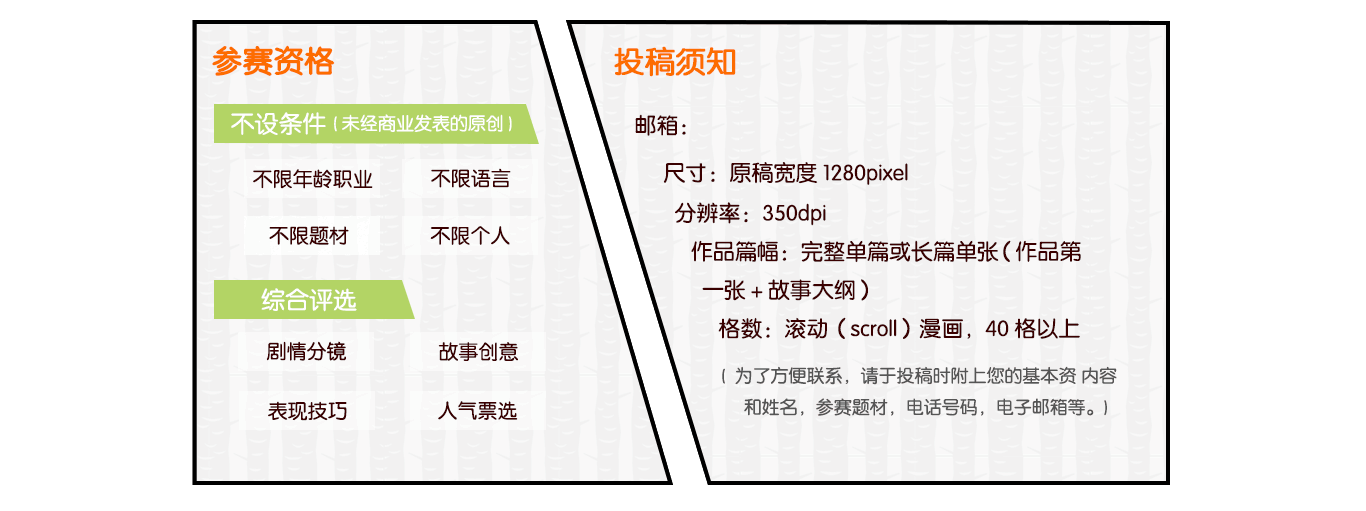 参赛资格
不设条件（未经商业发表的原创）
不限年龄职业
不限语言
不限题材
不限个人
综合评选
剧情分镜
故事创意
表现技巧
人气票选
投稿须知
邮箱：
尺寸：原稿宽度 1280pixel
分辨率：350dpi
作品篇幅：完整单篇或长篇单张（作品第
一张 + 故事大纲）
格数：滚动（scroll）漫画，40 格以上
（ 为了方便联系，请于投稿时附上您的基本资 内容
和姓名，参赛题材，电话号码，电子邮箱等。）